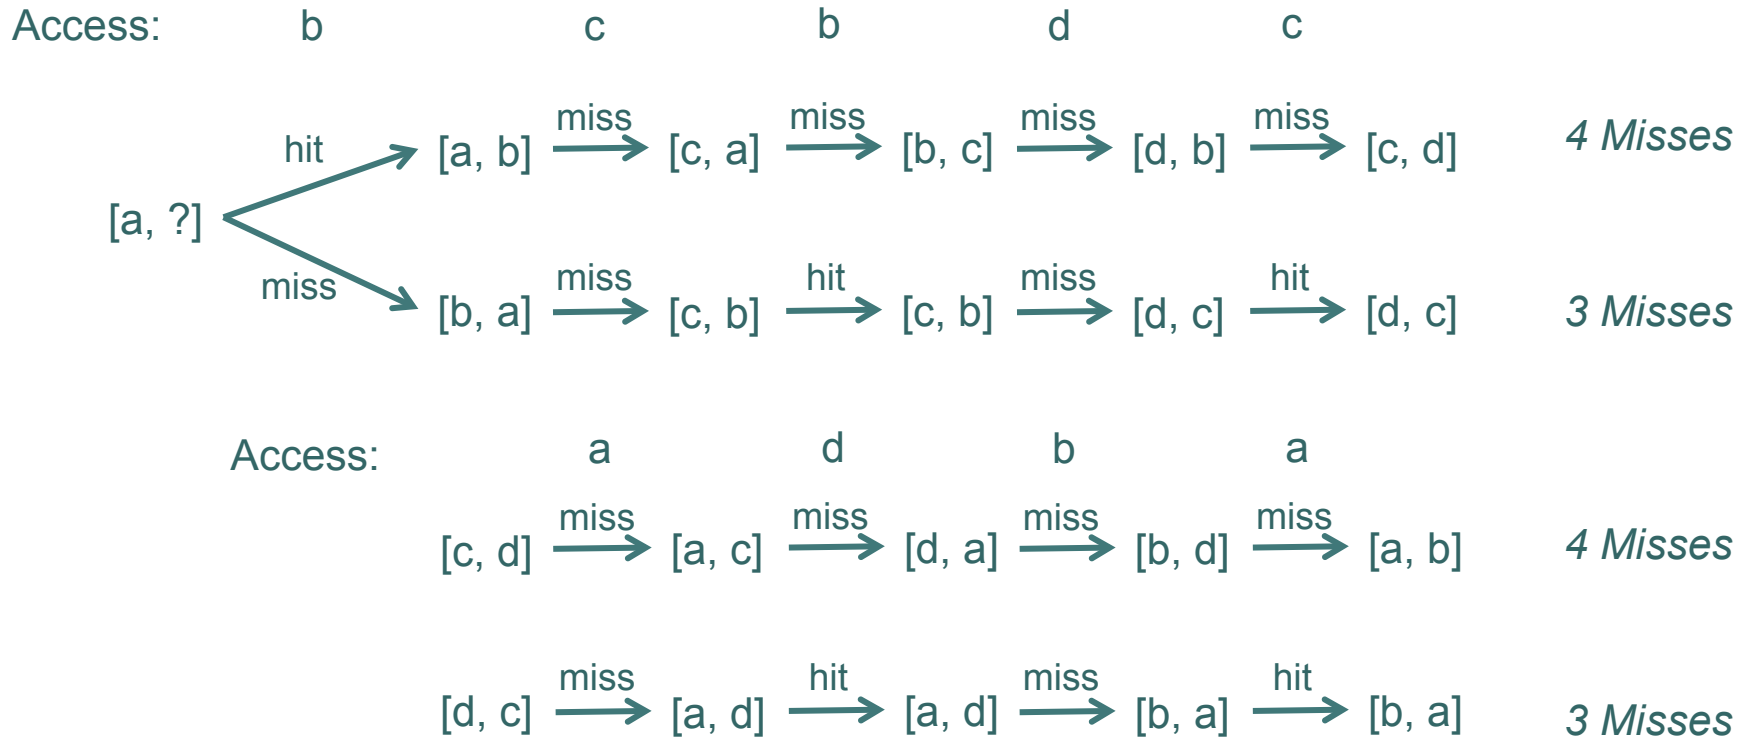 Access: b c b d c
hit [a, b] miss [c, a] miss [b, c] miss [d, b] miss [c, d] 4 Misses
[a, ?]
miss [b, a] miss [c, b] hit [c, b] miss [d, c] hit [d, c] 3 Misses
Access: a d b a
[c, d] miss [a, c] miss [d, a] miss [b, d] miss [a, b] 4 Misses
[d, c] miss [a, d] hit [a, d] miss [b, a] hit [b, a] 3 Misses